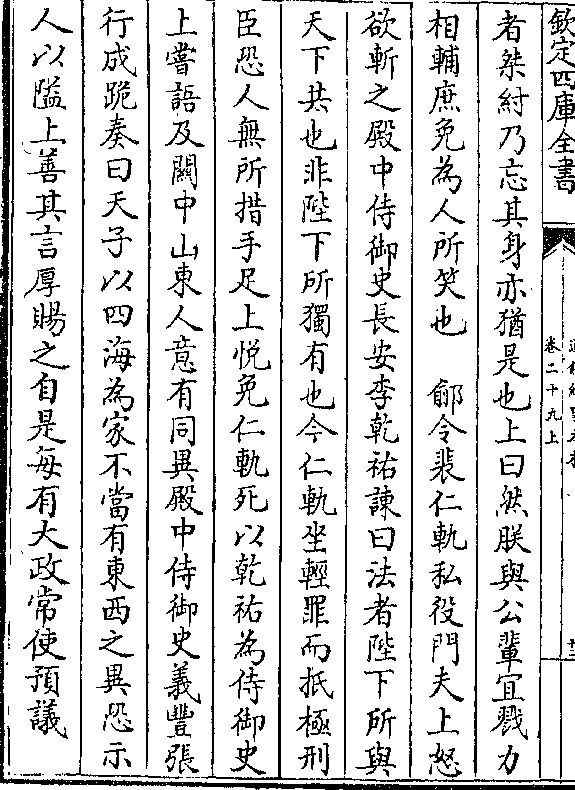 欽定四庫全書
卷二十九上
者桀紂乃忘其身亦猶是也上曰然朕與公輩宜戮力
相輔庶免為人所笑也　鄃令裴仁軌私役門夫上怒
欲斬之殿中侍御史長安李乾祐諫曰法者陛下所與
天下共也非陛下所獨有也今仁軌坐輕罪而抵極刑
臣恐人無所措手足上悅免仁軌死以乾祐為侍御史
上嘗語及關中山東人意有同異殿中侍御史義豐張
行成跪奏曰天子以四海為家不當有東西之異恐示
人以隘上善其言厚賜之自是每有大政常使預議